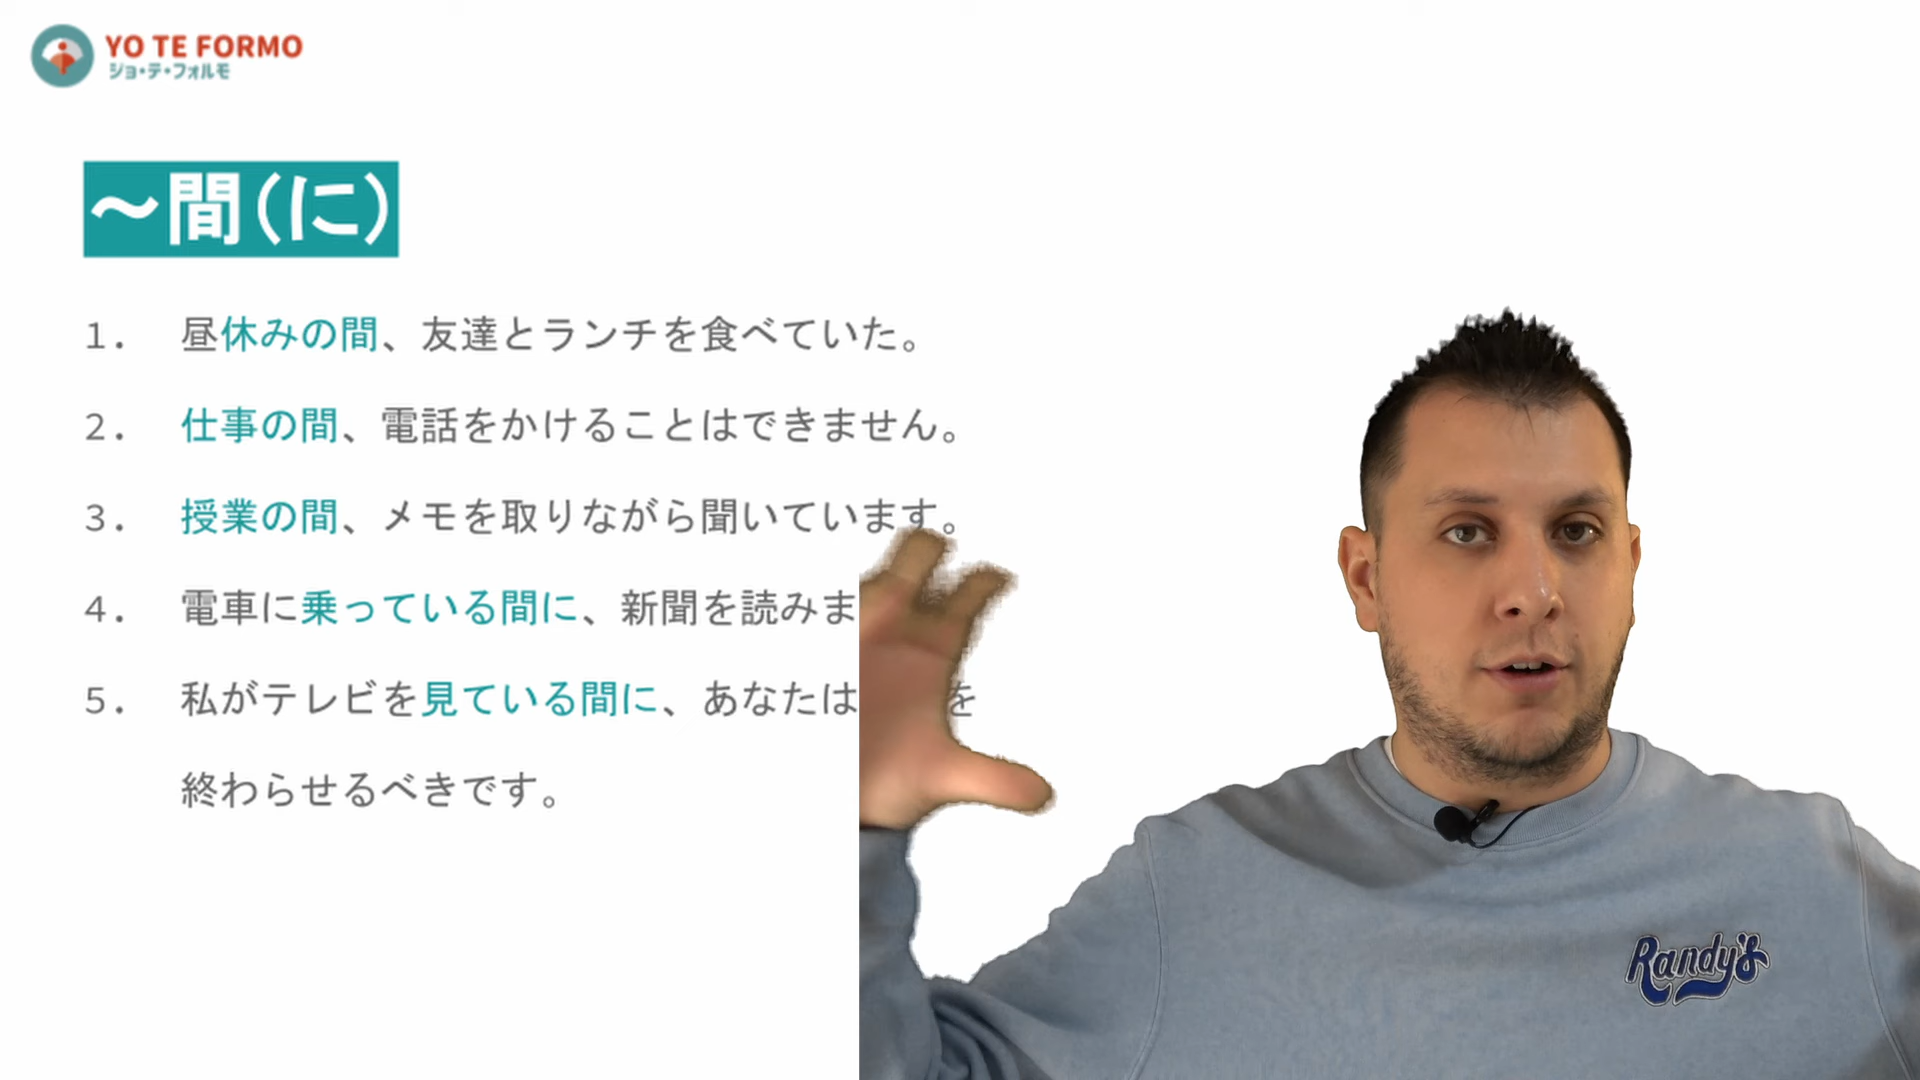 YO TE FORMO
ジョ・テ・フォルモ
～間(に)
1. 昼休みの間、友達とランチを食べていた。
2. 仕事の間、電話をかけることはできません。
3. 授業の間、メモを取りながら聞いています。
4. 電車に乗っている間に、新聞を読みま
5. 私がテレビを見ている間に、あなたは を
終わらせるべきです。
Randy's